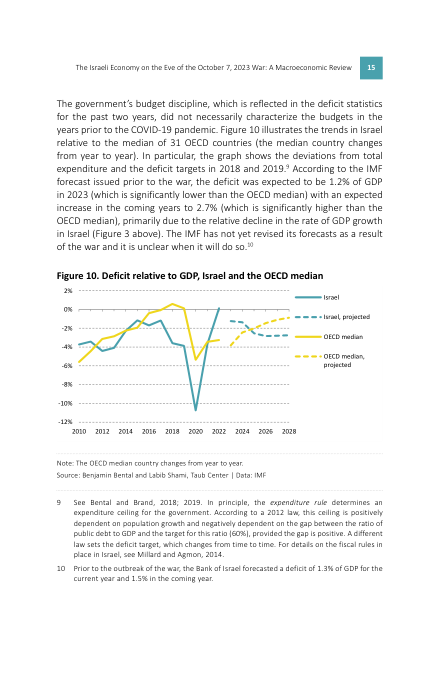 The Israeli Economy on the Eve of the October 7, 2023 War: A Macroeconomic Review 15
The government’s budget discipline, which is reflected in the deficit statistics
for the past two years, did not necessarily characterize the budgets in the
years prior to the COVID-19 pandemic. Figure 10 illustrates the trends in Israel
relative to the median of 31 OECD countries (the median country changes
from year to year). In particular, the graph shows the deviations from total
expenditure and the deficit targets in 2018 and 2019.⁹ According to the IMF
forecast issued prior to the war, the deficit was expected to be 1.2% of GDP
in 2023 (which is significantly lower than the OECD median) with an expected
increase in the coming years to 2.7% (which is significantly higher than the
OECD median), primarily due to the relative decline in the rate of GDP growth
in Israel (Figure 3 above). The IMF has not yet revised its forecasts as a result
of the war and it is unclear when it will do so.¹⁰
Figure 10. Deficit relative to GDP, Israel and the OECD median
2%
0%
-2%
-4%
-6%
-8%
-10%
-12%
2010 2012 2014 2016 2018 2020 2022 2024 2026 2028
Israel
Israel, projected
OECD median
OECD median,
projected
Note: The OECD median country changes from year to year.
Source: Benjamin Bental and Labib Shami, Taub Center | Data: IMF
9 See Bental and Brand, 2018; 2019. In principle, the expenditure rule determines an
expenditure ceiling for the government. According to a 2012 law, this ceiling is positively
dependent on population growth and negatively dependent on the gap between the ratio of
public debt to GDP and the target for this ratio (60%), provided the gap is positive. A different
law sets the deficit target, which changes from time to time. For details on the fiscal rules in
place in Israel, see Millard and Agmon, 2014.
10 Prior to the outbreak of the war, the Bank of Israel forecasted a deficit of 1.3% of GDP for the
current year and 1.5% in the coming year.